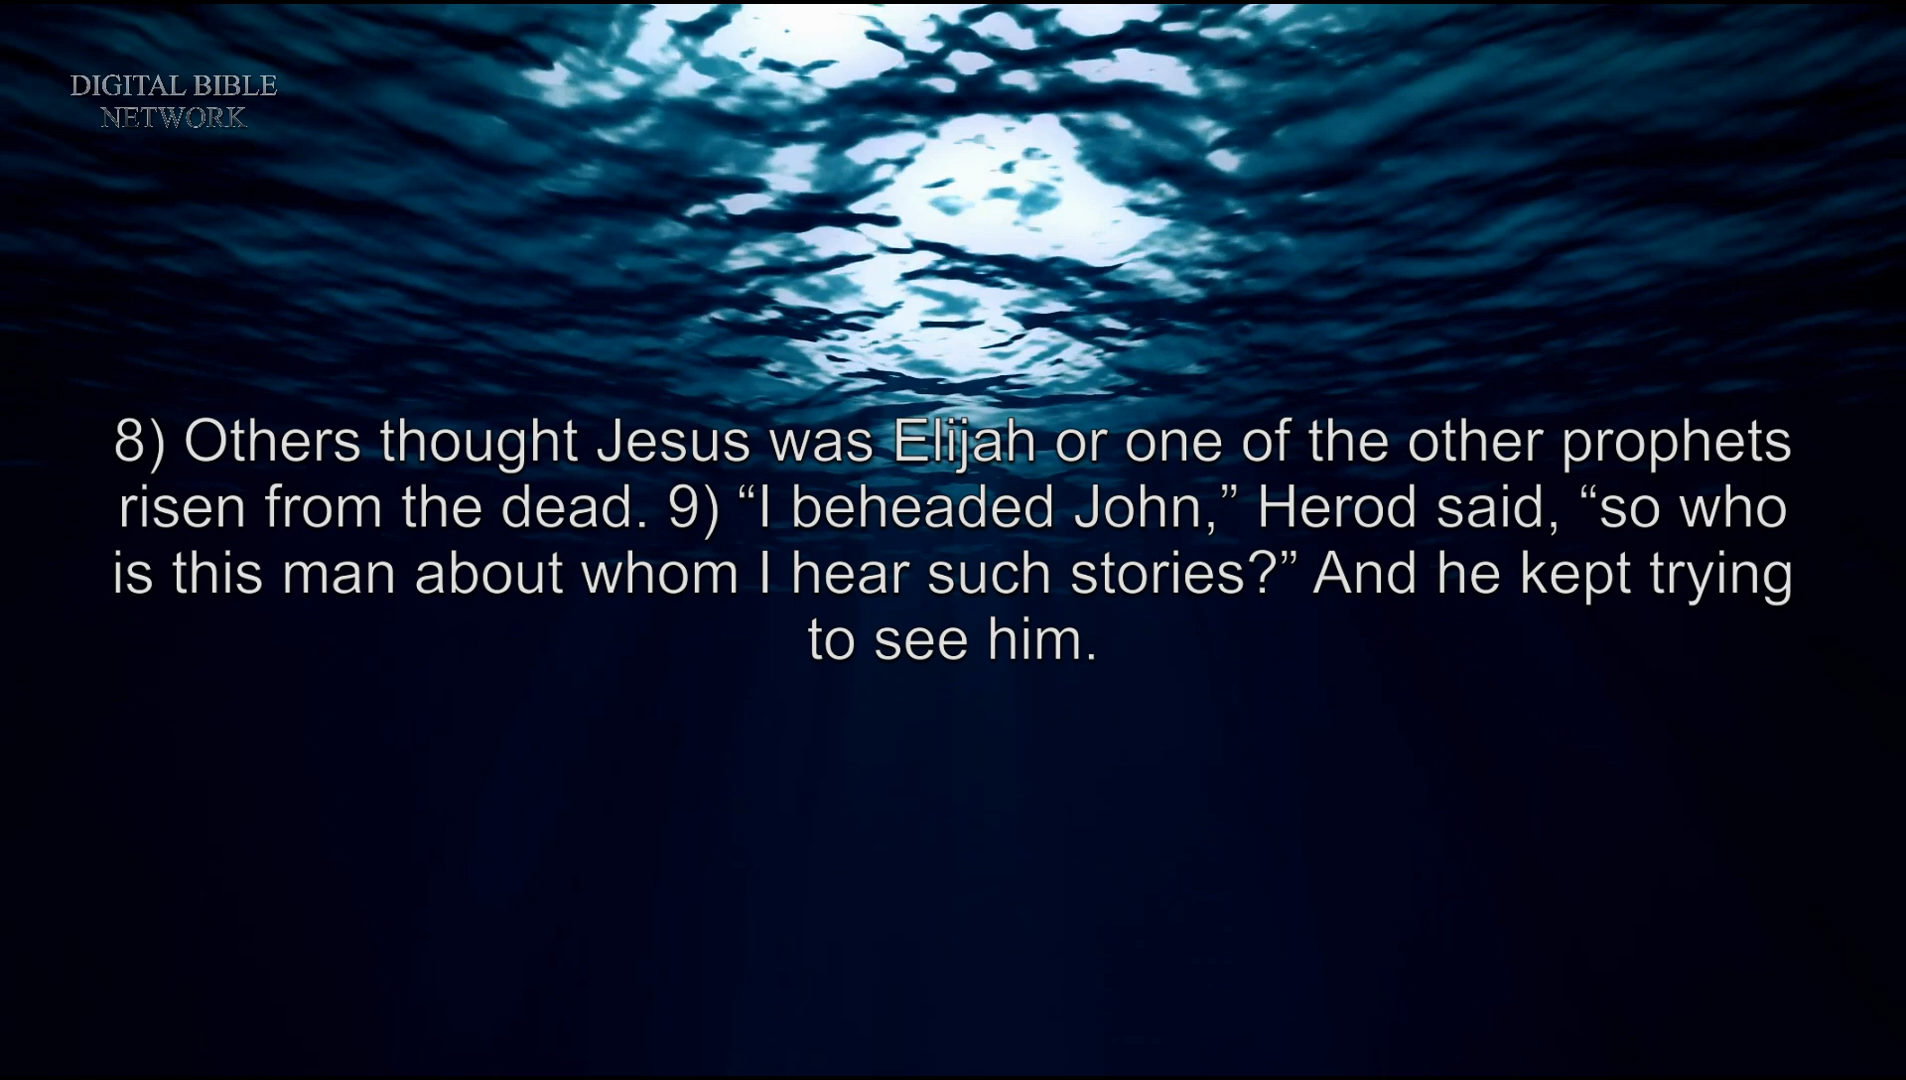 DIGITAL BIBLE
NETWORK
8) Others thought Jesus was Elijah or one of the other prophets
risen from the dead. 9) “I beheaded John,” Herod said, “so who
is this man about whom I hear such stories?” And he kept trying
to see him.